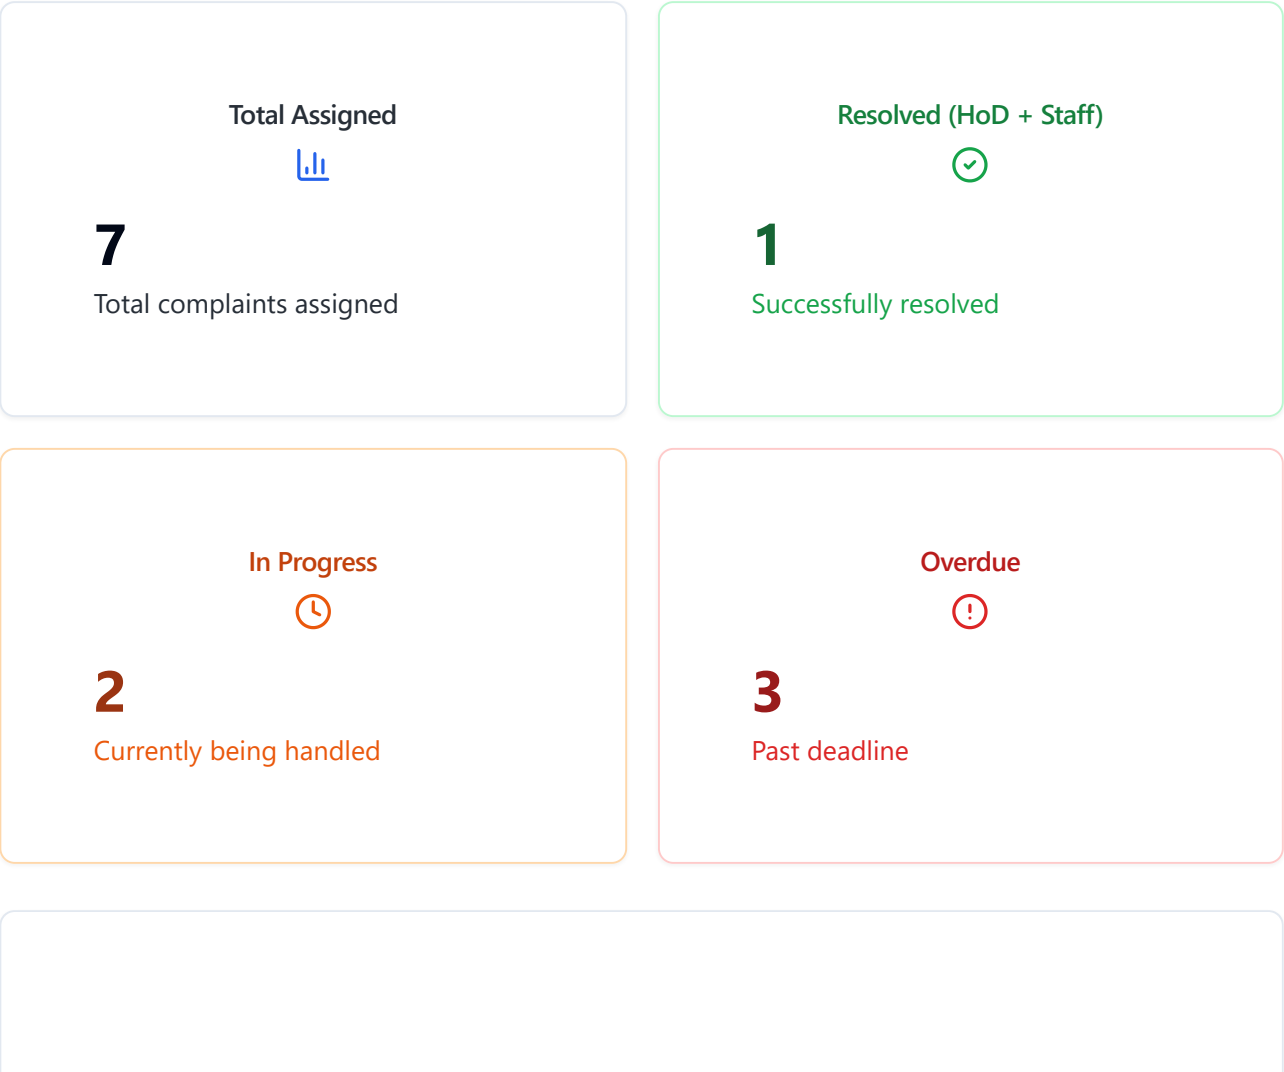 Total Assigned
7
Total complaints assigned
Resolved (HoD + Staff)
1
Successfully resolved
In Progress
2
Currently being handled
Overdue
3
Past deadline